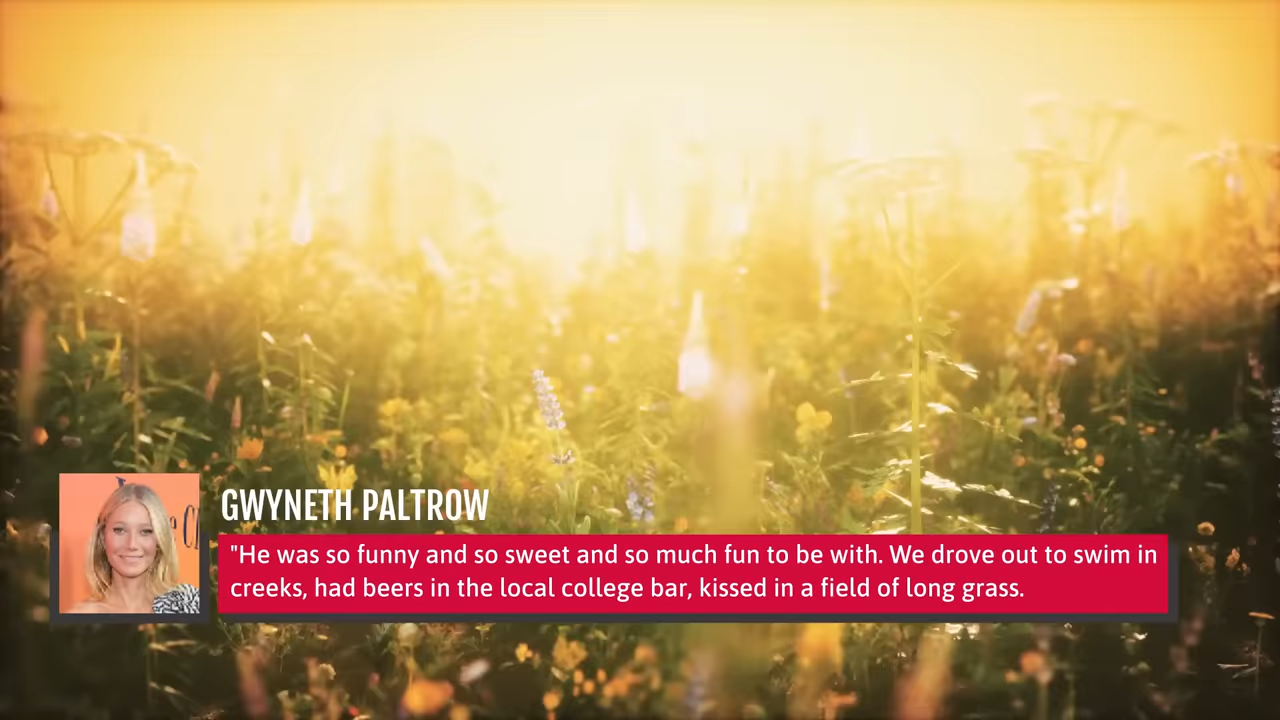 GWYNETH PALTROW
"He was so funny and so sweet and so much fun to be with. We drove out to swim in
creeks, had beers in the local college bar, kissed in a field of long grass.